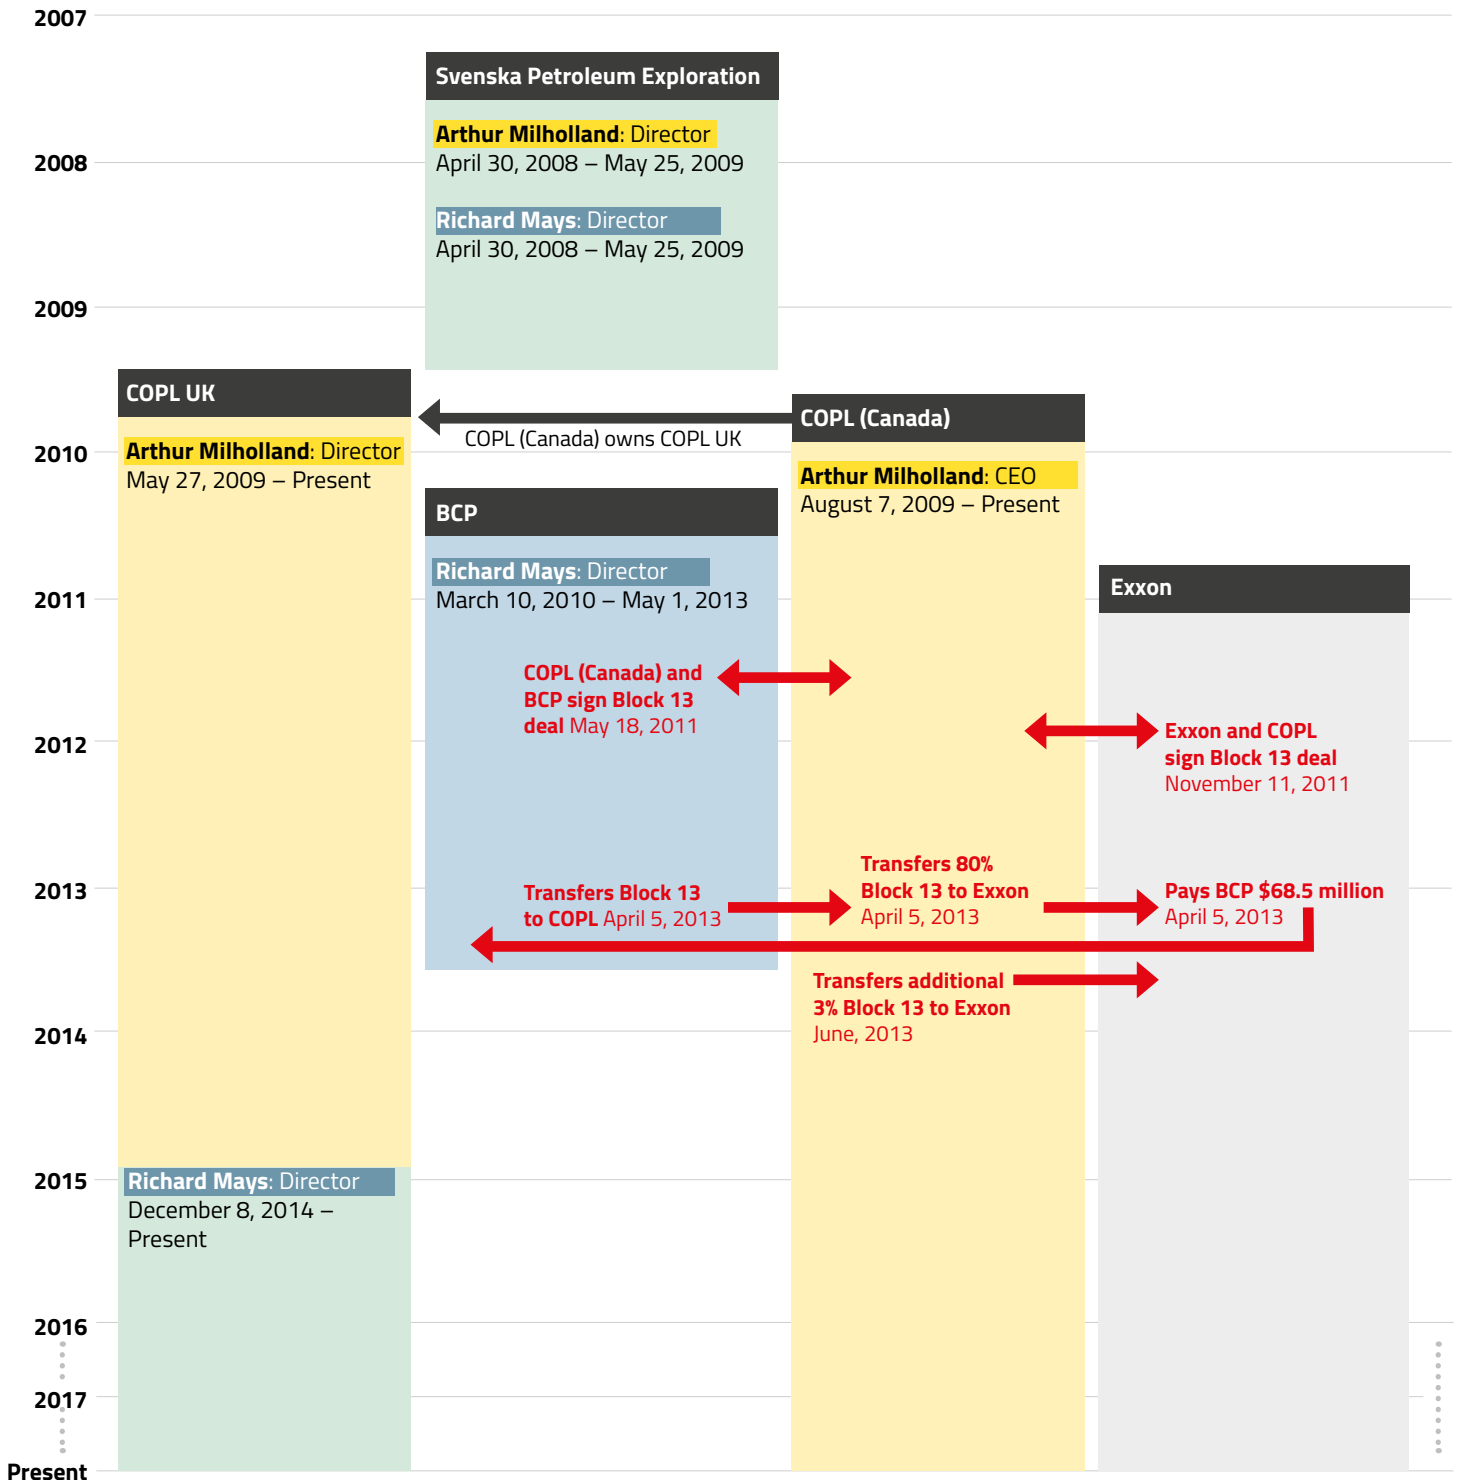 2007
Svenska Petroleum Exploration
Arthur Milholland: Director
2008
April 30, 2008 – May 25, 2009
Richard Mays: Director
April 30, 2008 – May 25, 2009
2009
COPL UK
COPL (Canada)
COPL (Canada) owns COPL UK
2010
Arthur Milholland: Director
May 27, 2009 – Present
Arthur Milholland: CEO
August 7, 2009 – Present
BCP
Richard Mays: Director
March 10, 2010 – May 1, 2013
Exxon
2011
COPL (Canada) and
BCP sign Block 13
deal May 18, 2011
2012
Exxon and COPL
sign Block 13 deal
November 11, 2011
2013
Transfers Block 13
to COPL April 5, 2013
Transfers 80%
Block 13 to Exxon
April 5, 2013
Pays BCP $68.5 million
April 5, 2013
Transfers additional
3% Block 13 to Exxon
June, 2013
2014
2015
Richard Mays: Director
December 8, 2014 –
Present
2016
2017
Present